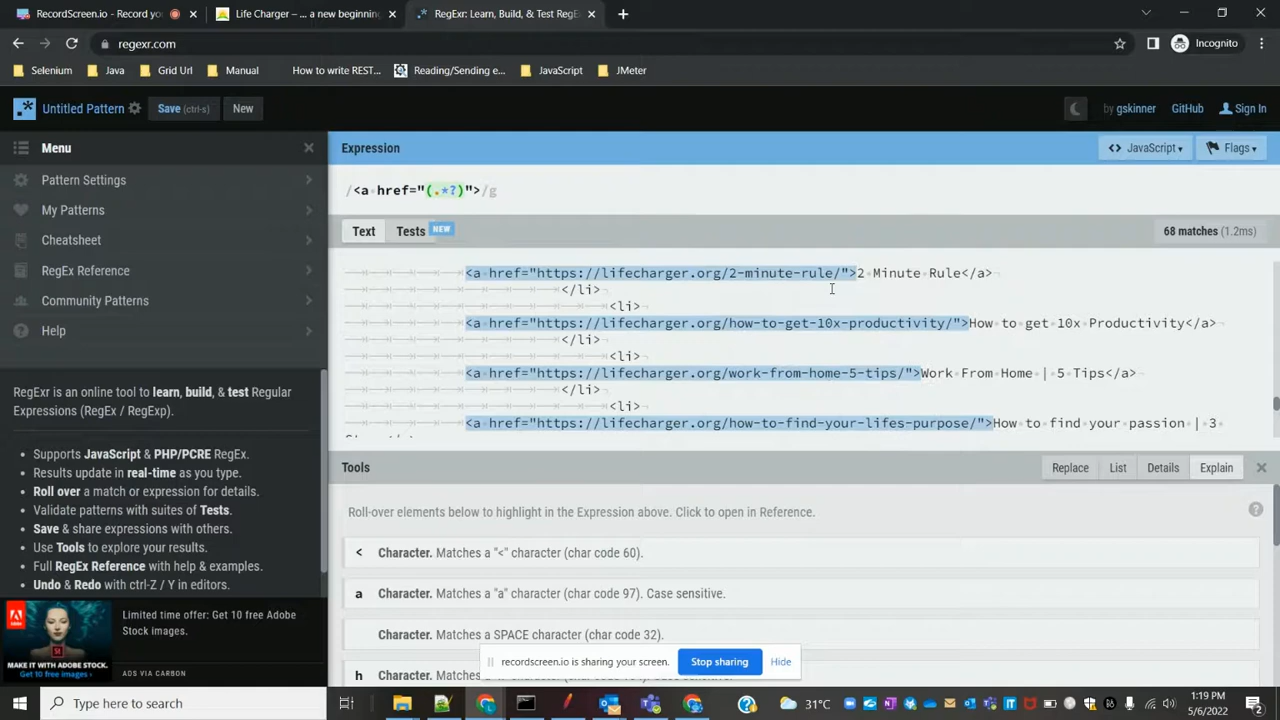 RecordScreen.io - Record you
Life Charger – ... a new beginning
RegExr: Learn, Build, & Test RegE
regexr.com
Incognito
Selenium
Java
Grid Url
Manual
How to write REST...
Reading/Sending e...
JavaScript
JMeter
Untitled Pattern
Save (ctrl-s)
New
by gskinner
GitHub
Sign In
Menu
Expression
JavaScript
Flags
Pattern Settings
/<a href="(.*?)">/g
My Patterns
Text
Tests NEW
68 matches (1.2ms)
Cheatsheet
RegEx Reference
Community Patterns
Help
<a href="https://lifecharger.org/2-minute-rule/">2 Minute Rule</a>
</li>
<li>
<a href="https://lifecharger.org/how-to-get-10x-productivity/">How to get 10x Productivity</a>
</li>
<li>
<a href="https://lifecharger.org/work-from-home-5-tips/">Work From Home | 5 Tips</a>
</li>
<li>
<a href="https://lifecharger.org/how-to-find-your-lifes-purpose/">How to find your passion | 3
RegExr is an online tool to learn, build, & test Regular
Expressions (RegEx / RegExp).
Supports JavaScript & PHP/PCRE RegEx.
Results update in real-time as you type.
Roll over a match or expression for details.
Validate patterns with suites of Tests.
Save & share expressions with others.
Use Tools to explore your results.
Full RegEx Reference with help & examples.
Undo & Redo with ctrl-Z / Y in editors.
Tools
Replace
List
Details
Explain
Roll-over elements below to highlight in the Expression above. Click to open in Reference.
< Character. Matches a "<" character (char code 60).
a Character. Matches a "a" character (char code 97). Case sensitive.
Character. Matches a SPACE character (char code 32).
h
MAKE IT WITH ADOBE STOCK.
Get 10 free images ›
Limited time offer: Get 10 free Adobe
Stock images.
ADS VIA CARBON
recordscreen.io is sharing your screen.
Stop sharing
Hide
Type here to search
31°C
1:19 PM
5/6/2022
2